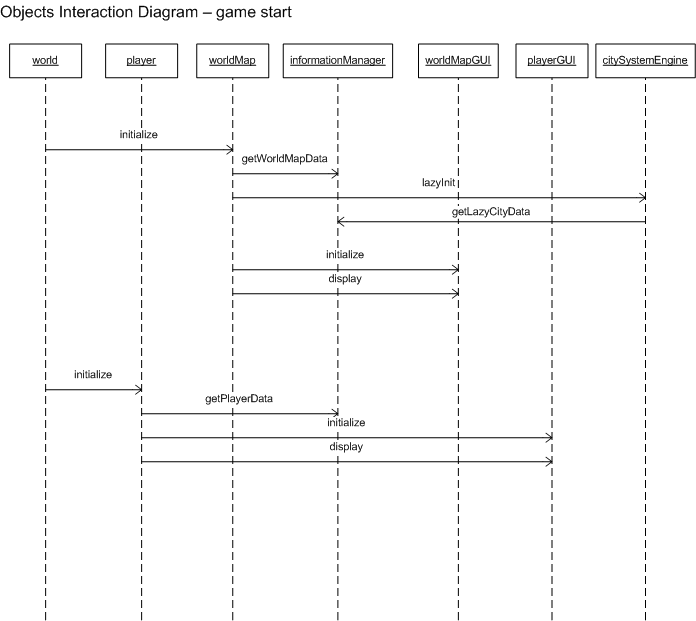 Objects Interaction Diagram – game start
world player worldMap informationManager worldMapGUI playerGUI citySystemEngine
initialize
getWorldMapData
lazyInit
getLazyCityData
initialize
display
initialize
getPlayerData
initialize
display